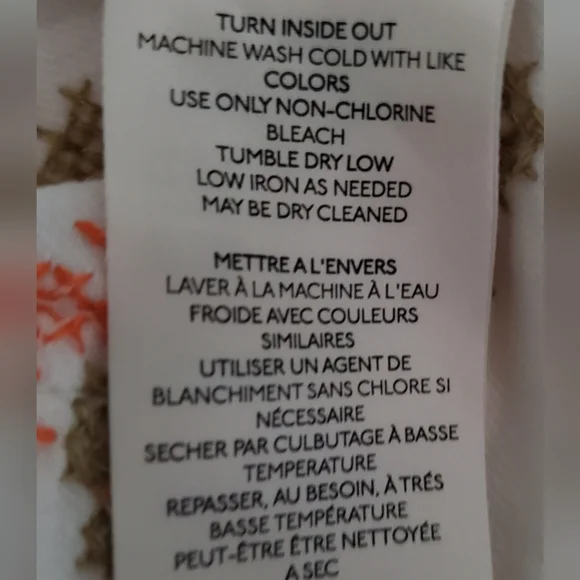 TURN INSIDE OUT
MACHINE WASH COLD WITH LIKE
COLORS
USE ONLY NON-CHLORINE
BLEACH
TUMBLE DRY LOW
LOW IRON AS NEEDED
MAY BE DRY CLEANED
METTRE A L'ENVERS
LAVER À LA MACHINE À L'EAU
FROIDE AVEC COULEURS
SIMILAIRES
UTILISER UN AGENT DE
BLANCHIMENT SANS CHLORE SI
NÉCESSAIRE
SECHER PAR CULBUTAGE À BASSE
TEMPERATURE
REPASSER, AU BESOIN, À TRÉS
BASSE TEMPÉRATURE
PEUT-ÊTRE ÊTRE NETTOYÉE
A SEC